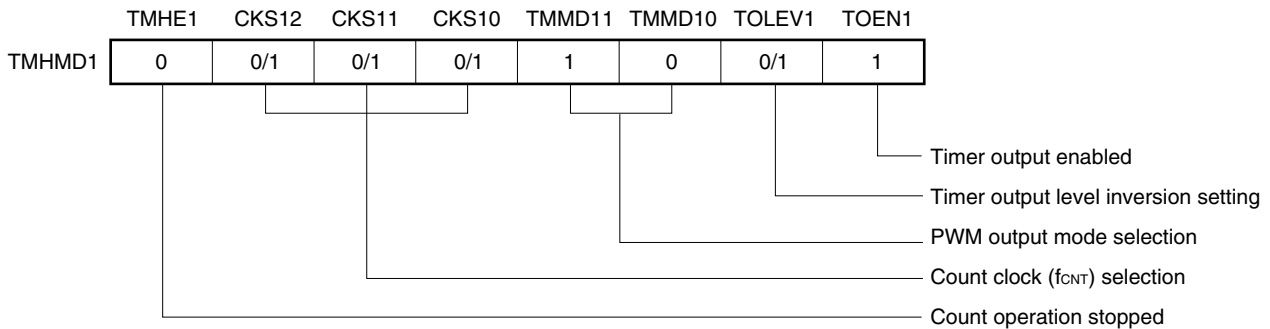 TMHE1 CKS12 CKS11 CKS10 TMMD11 TMMD10 TOLEV1 TOEN1
TMHMD1 0 0/1 0/1 0/1 1 0 0/1 1
Timer output enabled
Timer output level inversion setting
PWM output mode selection
Count clock (fCNT) selection
Count operation stopped